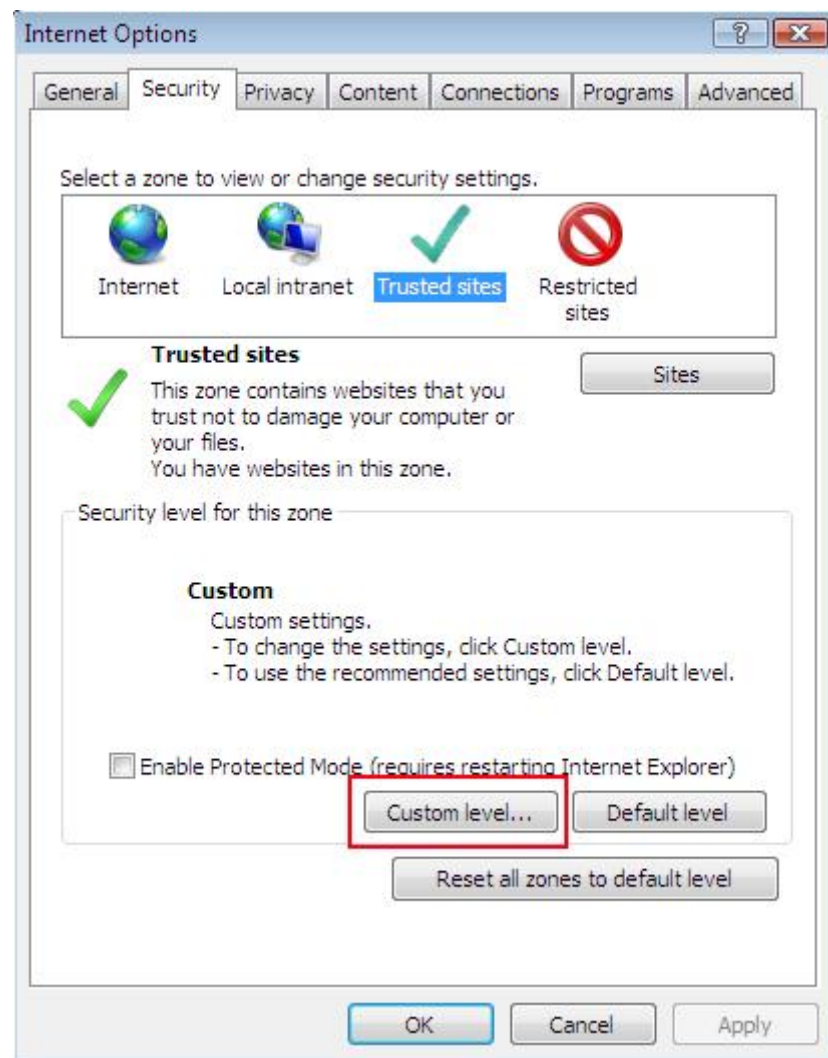 Internet Options
General Security Privacy Content Connections Programs Advanced
Select a zone to view or change security settings.
Internet Local intranet Trusted sites Restricted sites
Trusted sites
Sites
This zone contains websites that you
trust not to damage your computer or
your files.
You have websites in this zone.
Security level for this zone
Custom
Custom settings.
- To change the settings, click Custom level.
- To use the recommended settings, click Default level.
Enable Protected Mode (requires restarting Internet Explorer)
Custom level... Default level
Reset all zones to default level
OK Cancel Apply